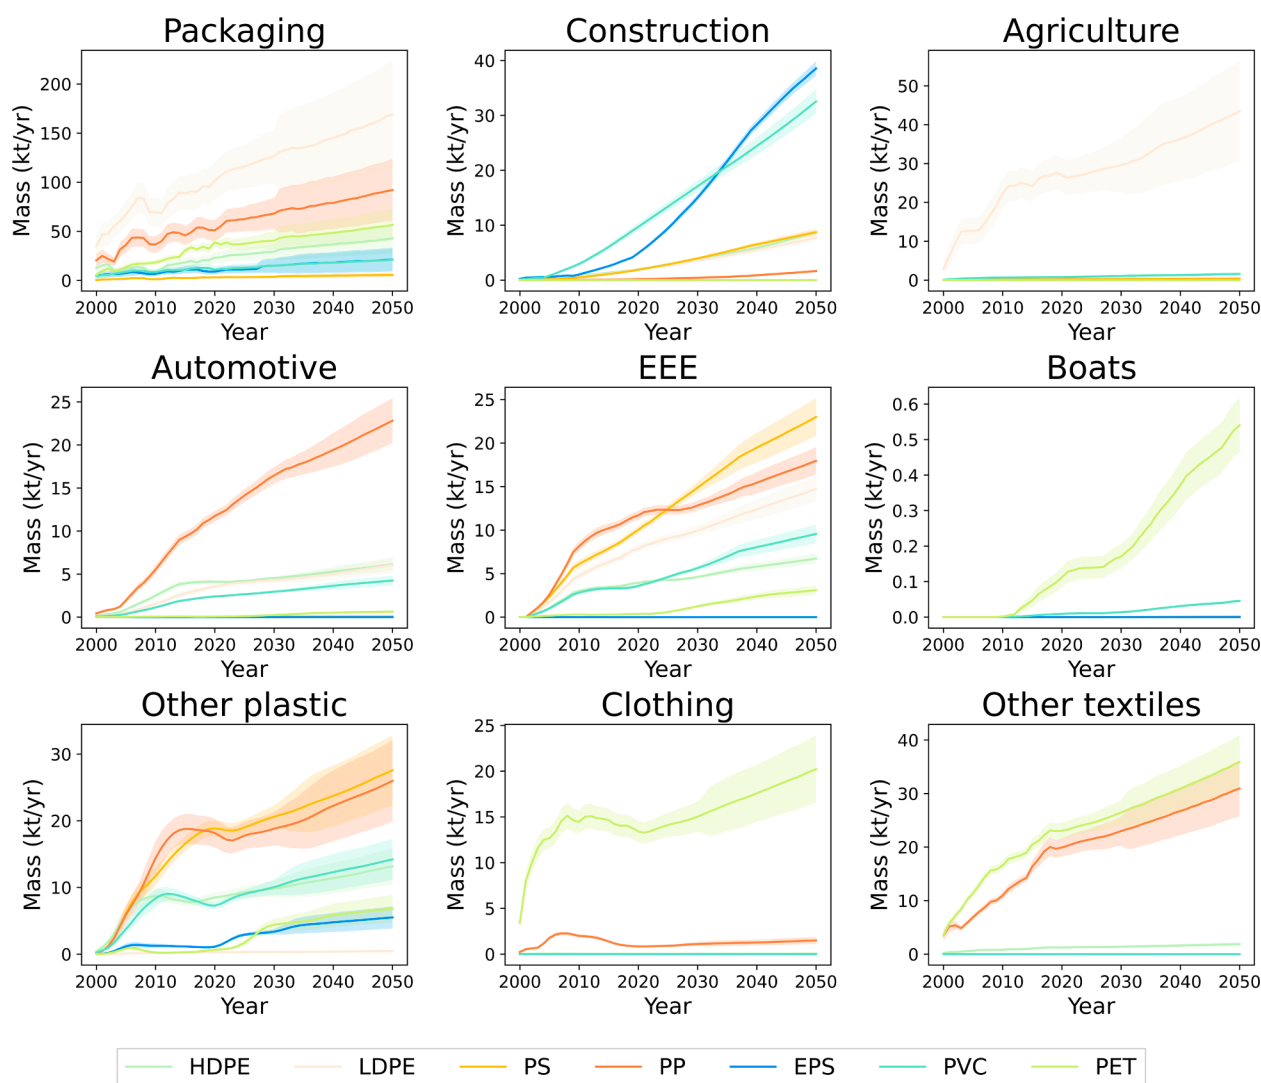 Packaging
Construction
Agriculture
Mass (kt/yr)
200
150
100
50
0
2000 2010 2020 2030 2040 2050
Year
Mass (kt/yr)
40
30
20
10
0
2000 2010 2020 2030 2040 2050
Year
Mass (kt/yr)
50
40
30
20
10
0
2000 2010 2020 2030 2040 2050
Year
Automotive
EEE
Boats
Mass (kt/yr)
25
20
15
10
5
0
2000 2010 2020 2030 2040 2050
Year
Mass (kt/yr)
25
20
15
10
5
0
2000 2010 2020 2030 2040 2050
Year
Mass (kt/yr)
0.6
0.5
0.4
0.3
0.2
0.1
0.0
2000 2010 2020 2030 2040 2050
Year
Other plastic
Clothing
Other textiles
Mass (kt/yr)
30
20
10
0
2000 2010 2020 2030 2040 2050
Year
Mass (kt/yr)
25
20
15
10
5
0
2000 2010 2020 2030 2040 2050
Year
Mass (kt/yr)
40
30
20
10
0
2000 2010 2020 2030 2040 2050
Year
HDPE LDPE PS PP EPS PVC PET